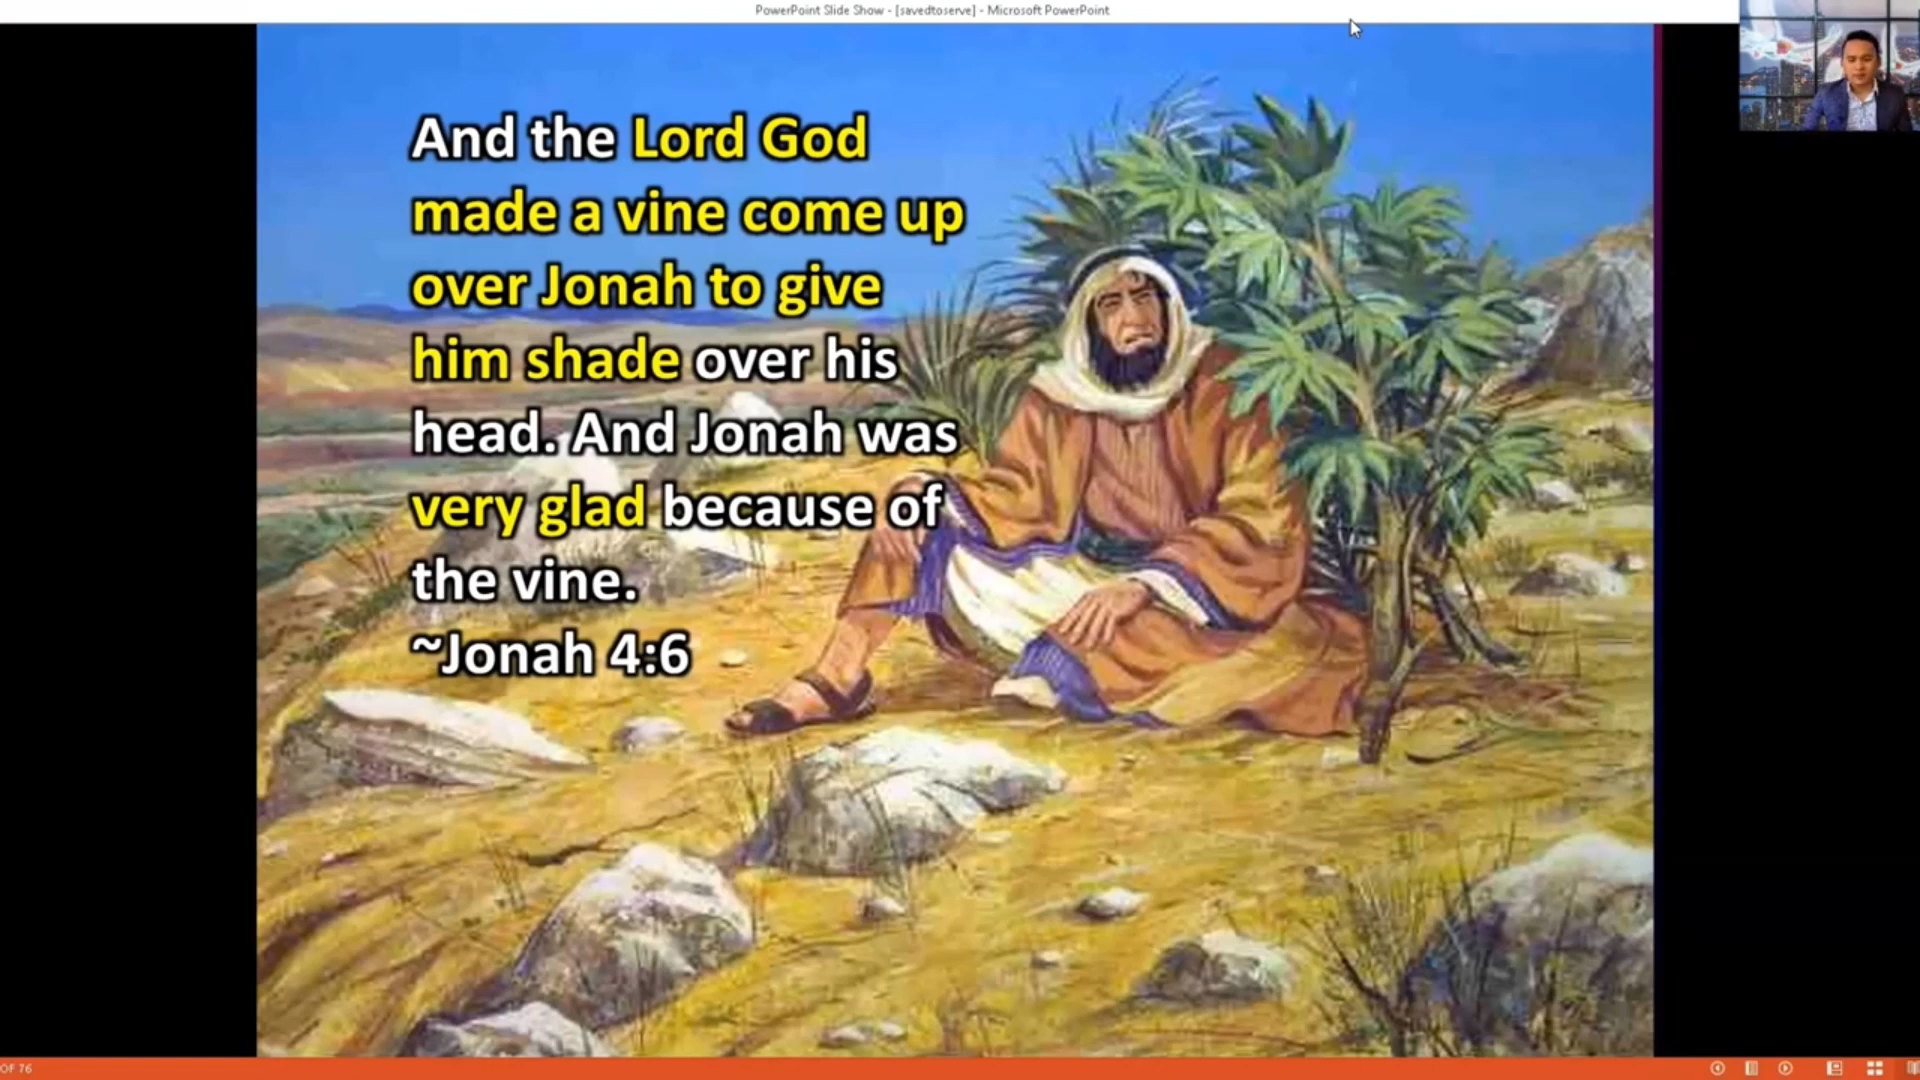 PowerPoint Slide Show - [savedtoserve] - Microsoft PowerPoint
And the Lord God
made a vine come up
over Jonah to give
him shade over his
head. And Jonah was
very glad because of
the vine.
~Jonah 4:6
OF 76